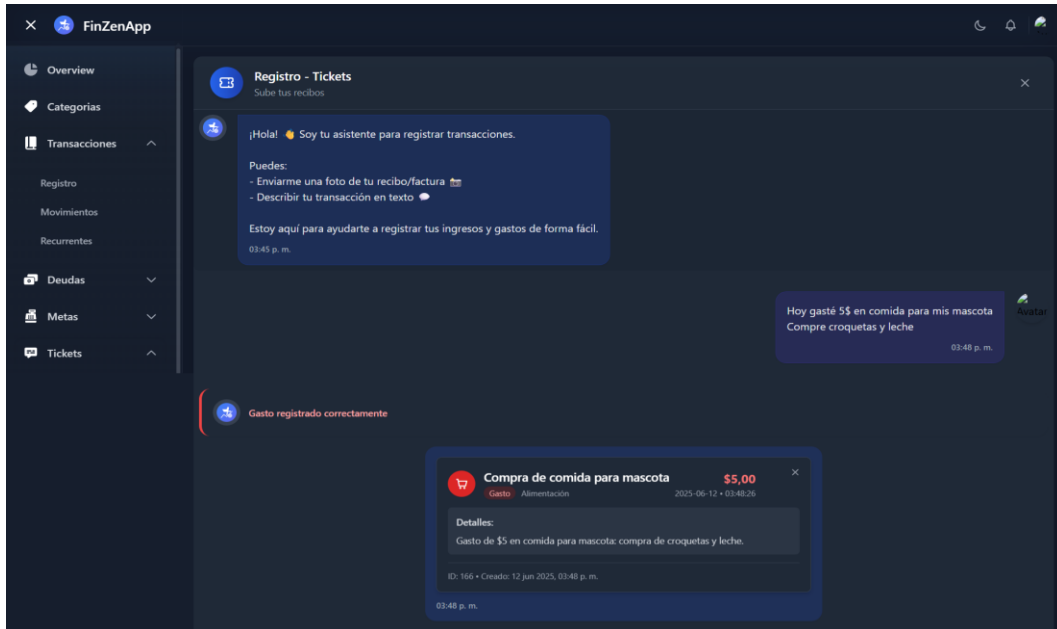 FinZenApp
Overview
Categorias
Transacciones
Registro
Movimientos
Recurrentes
Deudas
Metas
Tickets
Registro - Tickets
Sube tus recibos
¡Hola! 👋 Soy tu asistente para registrar transacciones.
Puedes:
- Enviarme una foto de tu recibo/factura 📸
- Describir tu transacción en texto 💬
Estoy aquí para ayudarte a registrar tus ingresos y gastos de forma fácil.
03:45 p. m.
Hoy gasté 5$ en comida para mis mascota
Compre croquetas y leche
03:48 p. m.
Avatar
Gasto registrado correctamente
Compra de comida para mascota $5,00
Gasto Alimentación 2025-06-12 • 03:48:26
Detalles:
Gasto de $5 en comida para mascota: compra de croquetas y leche.
ID: 166 • Creado: 12 jun 2025, 03:48 p. m.
03:48 p. m.